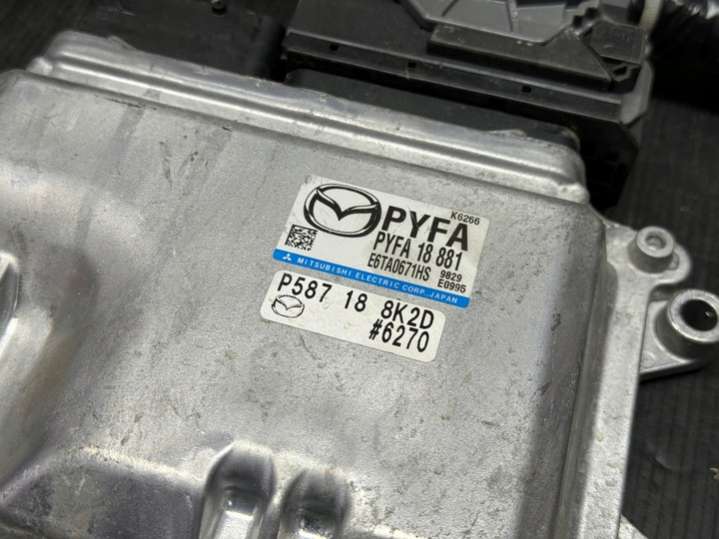 K6266
PYFA
PYFA 18 881
E6TA0671HS 9829
E0995
MITSUBISHI ELECTRIC CORP. JAPAN
P587 18 8K2D
#6270